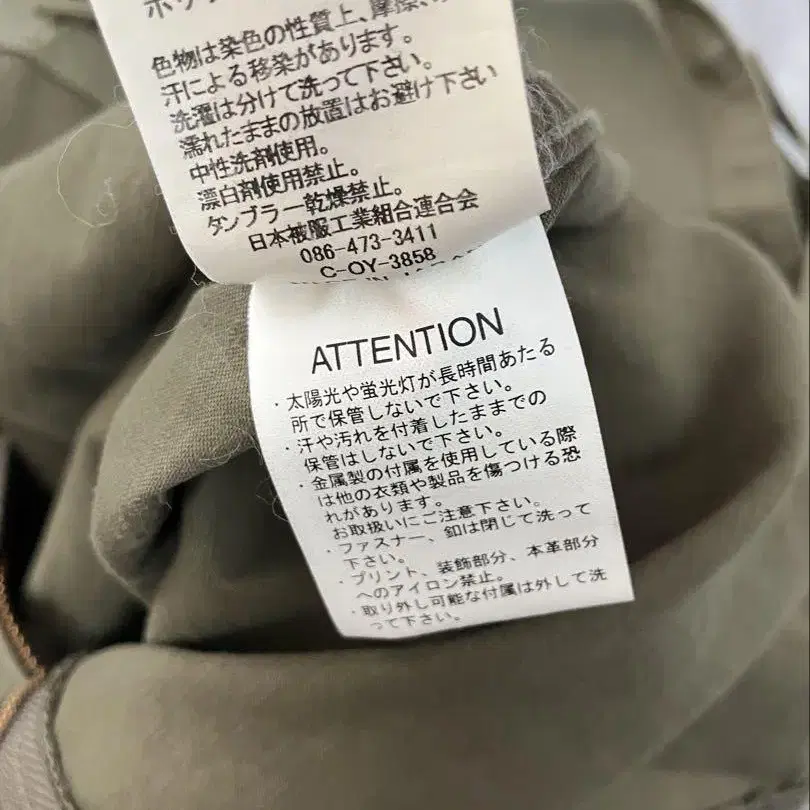 色物は染色の性質上、摩擦、
汗による移染があります。
洗濯は分けて洗って下さい。
濡れたままの放置はお避け下さい
中性洗剤使用。
漂白剤使用禁止。
タンブラー乾燥禁止。
日本被服工業組合連合会
086-473-3411
C-OY-3858
ATTENTION
・太陽光や蛍光灯が長時間あたる
所で保管しないで下さい。
・汗や汚れを付着したままでの
保管はしないで下さい。
・金属製の付属を使用している際
は他の衣類や製品を傷つける恐
れがあります。
お取扱いにご注意下さい。
・ファスナー、釦は閉じて洗って
下さい。
・プリント、装飾部分、本革部分
へのアイロン禁止。
・取り外し可能な付属は外して洗
って下さい。